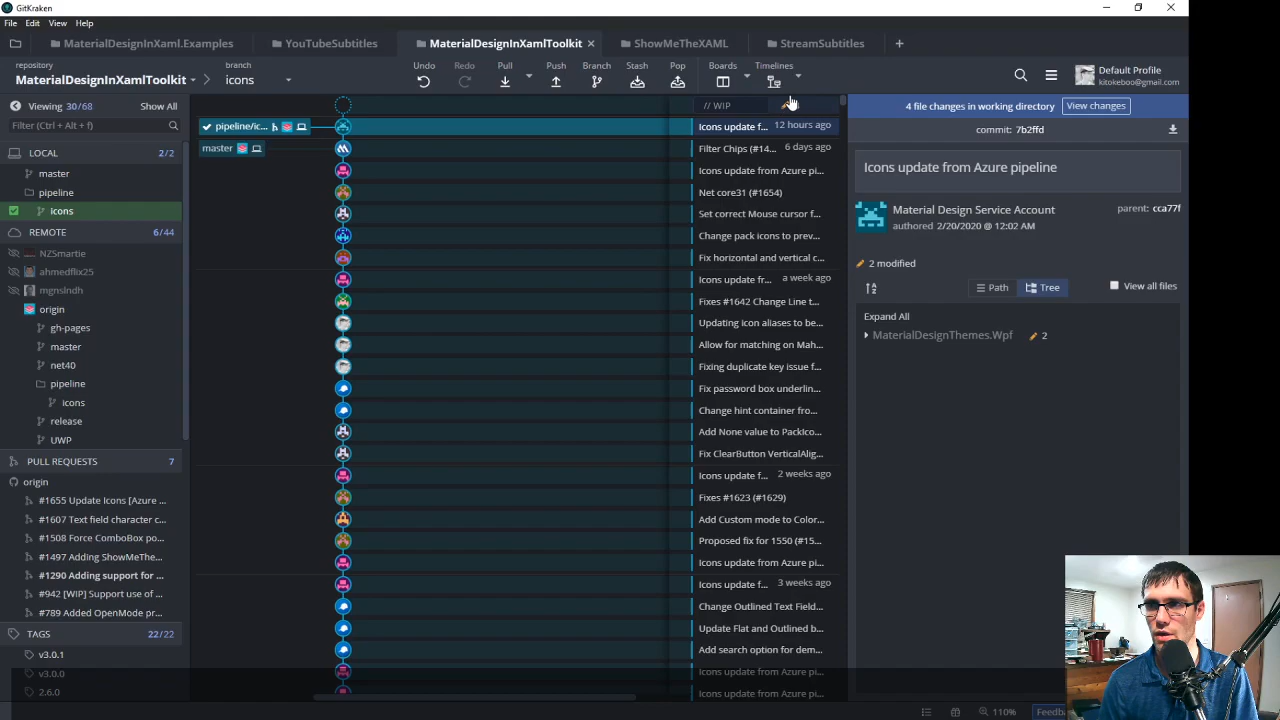 GitKraken
File Edit View Help
MaterialDesignInXaml.Examples YouTubeSubtitles MaterialDesignInXamlToolkit ShowMeTheXAML StreamSubtitles
repository
MaterialDesignInXamlToolkit
branch
icons
Undo Redo Pull Push Branch Stash Pop Boards Timelines
Default Profile
kitokeboo@gmail.com
Viewing 30/68 Show All
Filter (Ctrl + Alt + f)
LOCAL 2/2
master
pipeline
icons
REMOTE 6/44
NZSmartie
ahmedflix25
mgnslndh
origin
gh-pages
master
net40
pipeline
icons
release
UWP
PULL REQUESTS 7
origin
#1655 Update Icons [Azure ...
#1607 Text field character c...
#1508 Force ComboBox po...
#1497 Adding ShowMeThe...
#1290 Adding support for ...
#942 [WIP] Support use of ...
#789 Added OpenMode pr...
TAGS 22/22
v3.0.1
v3.0.0
2.6.0
// WIP
pipeline/ic...
Icons update f... 12 hours ago
master
Filter Chips (#14... 6 days ago
Icons update from Azure pi...
Net core31 (#1654)
Set correct Mouse cursor f...
Change pack icons to prev...
Fix horizontal and vertical c...
Icons update fr... a week ago
Fixes #1642 Change Line t...
Updating icon aliases to be...
Allow for matching on Mah...
Fixing duplicate key issue f...
Fix password box underlin...
Change hint container fro...
Add None value to PackIco...
Fix ClearButton VerticalAlig...
Icons update f... 2 weeks ago
Fixes #1623 (#1629)
Add Custom mode to Color...
Proposed fix for 1550 (#15...
Icons update from Azure pi...
Icons update f... 3 weeks ago
Change Outlined Text Field...
Update Flat and Outlined b...
Add search option for dem...
Icons update from Azure pi...
Icons update from Azure pi...
4 file changes in working directory View changes
commit: 7b2ffd
Icons update from Azure pipeline
Material Design Service Account
authored 2/20/2020 @ 12:02 AM
parent: cca77f
2 modified
Path Tree
View all files
Expand All
MaterialDesignThemes.Wpf 2
110%